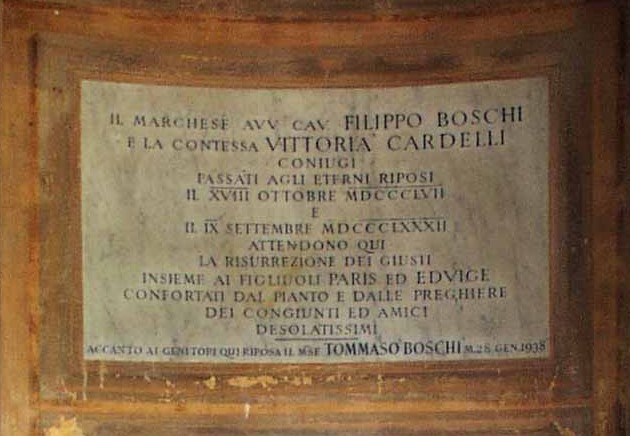 IL MARCHESE AVV CAV FILIPPO BOSCHI
E LA CONTESSA VITTORIA CARDELLI
CONIUGI
PASSATI AGLI ETERNI RIPOSI
IL XVIII OTTOBRE MDCCCLVII
E
IL IX SETTEMBRE MDCCCLXXXII
ATTENDONO QUI
LA RISURREZIONE DEI GIUSTI
INSIEME AI FIGLIUOLI PARIS ED EDVIGE
CONFORTATI DAL PIANTO E DALLE PREGHIERE
DEI CONGIUNTI ED AMICI
DESOLATISSIMI
ACCANTO AI GENITORI QUI RIPOSA IL MSE TOMMASO BOSCHI M.28 GEN.1938